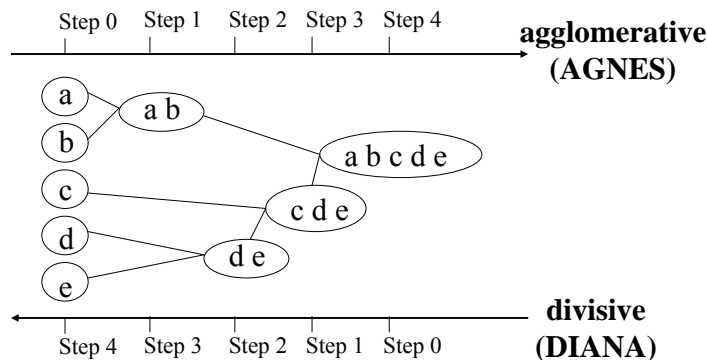 Step 0 Step 1 Step 2 Step 3 Step 4
agglomerative
(AGNES)
a
a b
b
a b c d e
c
c d e
d
d e
e
divisive
(DIANA)
Step 4 Step 3 Step 2 Step 1 Step 0